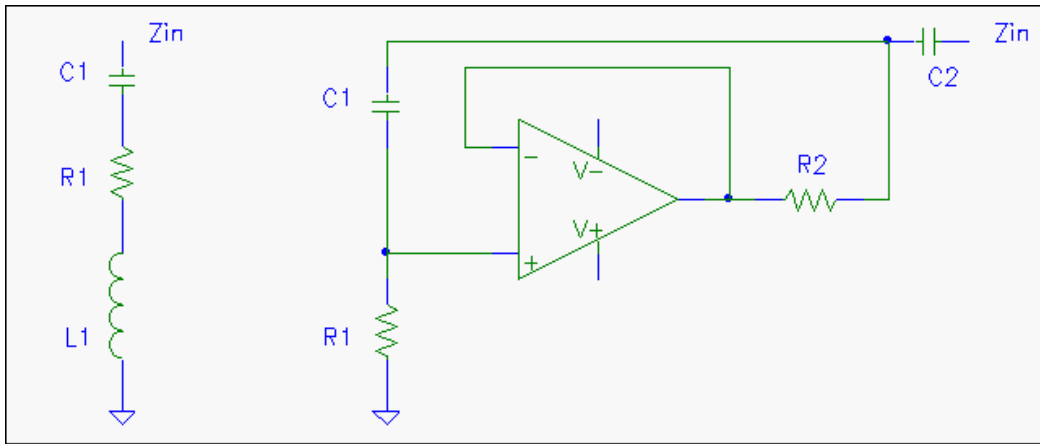 Zin
C1
R1
L1
Zin
C2
C1
-
V-
R2
V+
+
R1